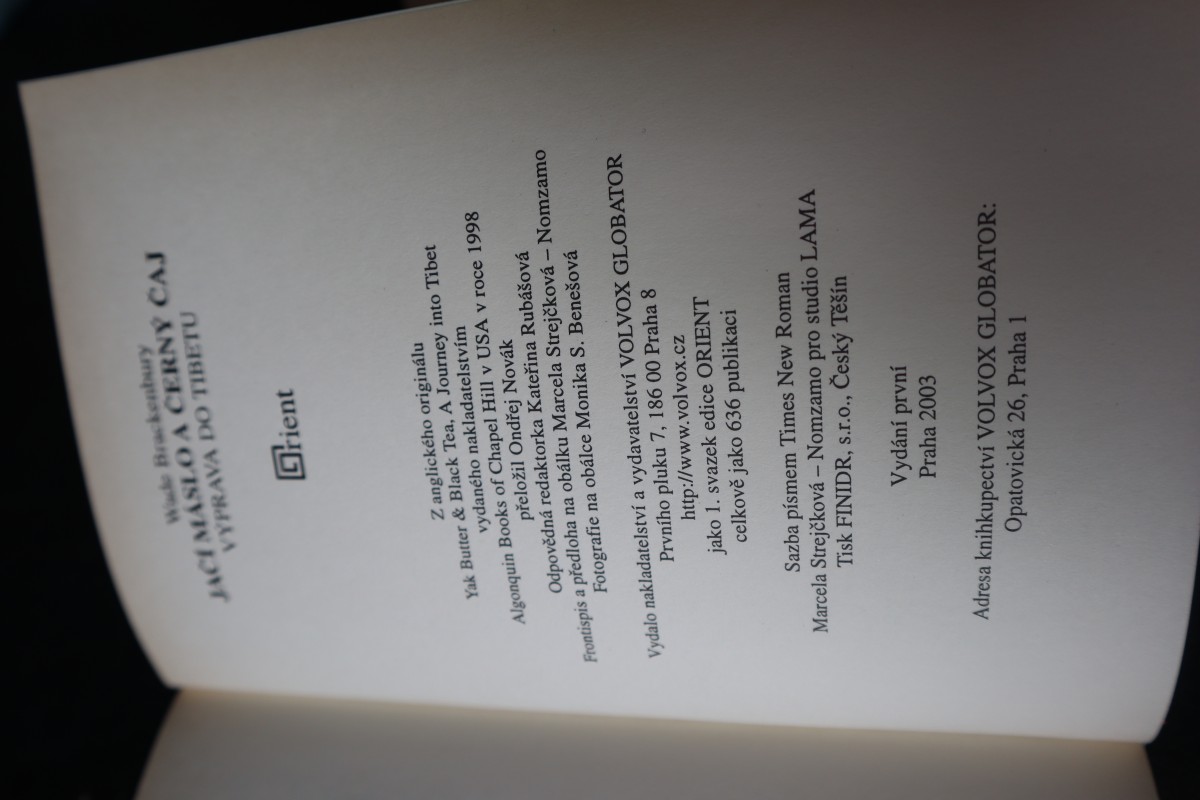 Wade Brackenbury
JAČÍ MÁSLO A ČERNÝ ČAJ
VÝPRAVA DO TIBETU
Orient
Z anglického originálu
Yak Butter & Black Tea, A Journey into Tibet
vydaného nakladatelstvím
Algonquin Books of Chapel Hill v USA v roce 1998
přeložil Ondřej Novák
Odpovědná redaktorka Kateřina Rubášová
Frontispis a předloha na obálku Marcela Strejčková – Nomzamo
Fotografie na obálce Monika S. Benešová
Vydalo nakladatelství a vydavatelství VOLVOX GLOBATOR
Prvního pluku 7, 186 00 Praha 8
http://www.volvox.cz
jako 1. svazek edice ORIENT
celkově jako 636 publikaci
Sazba písmem Times New Roman
Marcela Strejčková – Nomzamo pro studio LAMA
Tisk FINIDR, s.r.o., Český Těšín
Vydání první
Praha 2003
Adresa knihkupectví VOLVOX GLOBATOR:
Opatovická 26, Praha 1